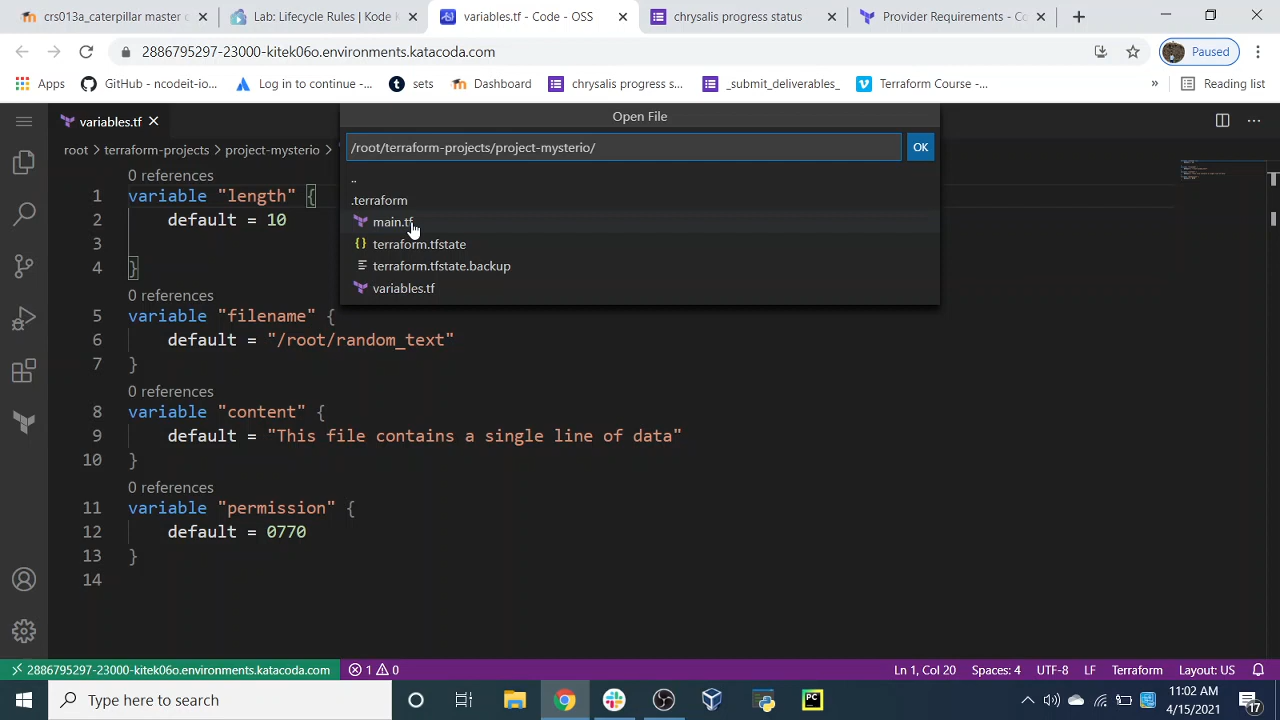 crs013a_caterpillar master
Lab: Lifecycle Rules | Kode
variables.tf - Code - OSS
chrysalis progress status
Provider Requirements - Co
2886795297-23000-kitek06o.environments.katacoda.com
Paused
Apps
GitHub - ncodeit-io...
Log in to continue -...
sets
Dashboard
chrysalis progress s...
_submit_deliverables_
Terraform Course -...
»
Reading list
variables.tf
Open File
root > terraform-projects > project-mysterio >
/root/terraform-projects/project-mysterio/
OK
..
.terraform
main.tf
terraform.tfstate
terraform.tfstate.backup
variables.tf
0 references
1 variable "length" {
2 default = 10
3
4 }
0 references
5 variable "filename" {
6 default = "/root/random_text"
7 }
0 references
8 variable "content" {
9 default = "This file contains a single line of data"
10 }
0 references
11 variable "permission" {
12 default = 0770
13 }
14
2886795297-23000-kitek06o.environments.katacoda.com
1 0
Ln 1, Col 20
Spaces: 4
UTF-8
LF
Terraform
Layout: US
Type here to search
11:02 AM
4/15/2021
17